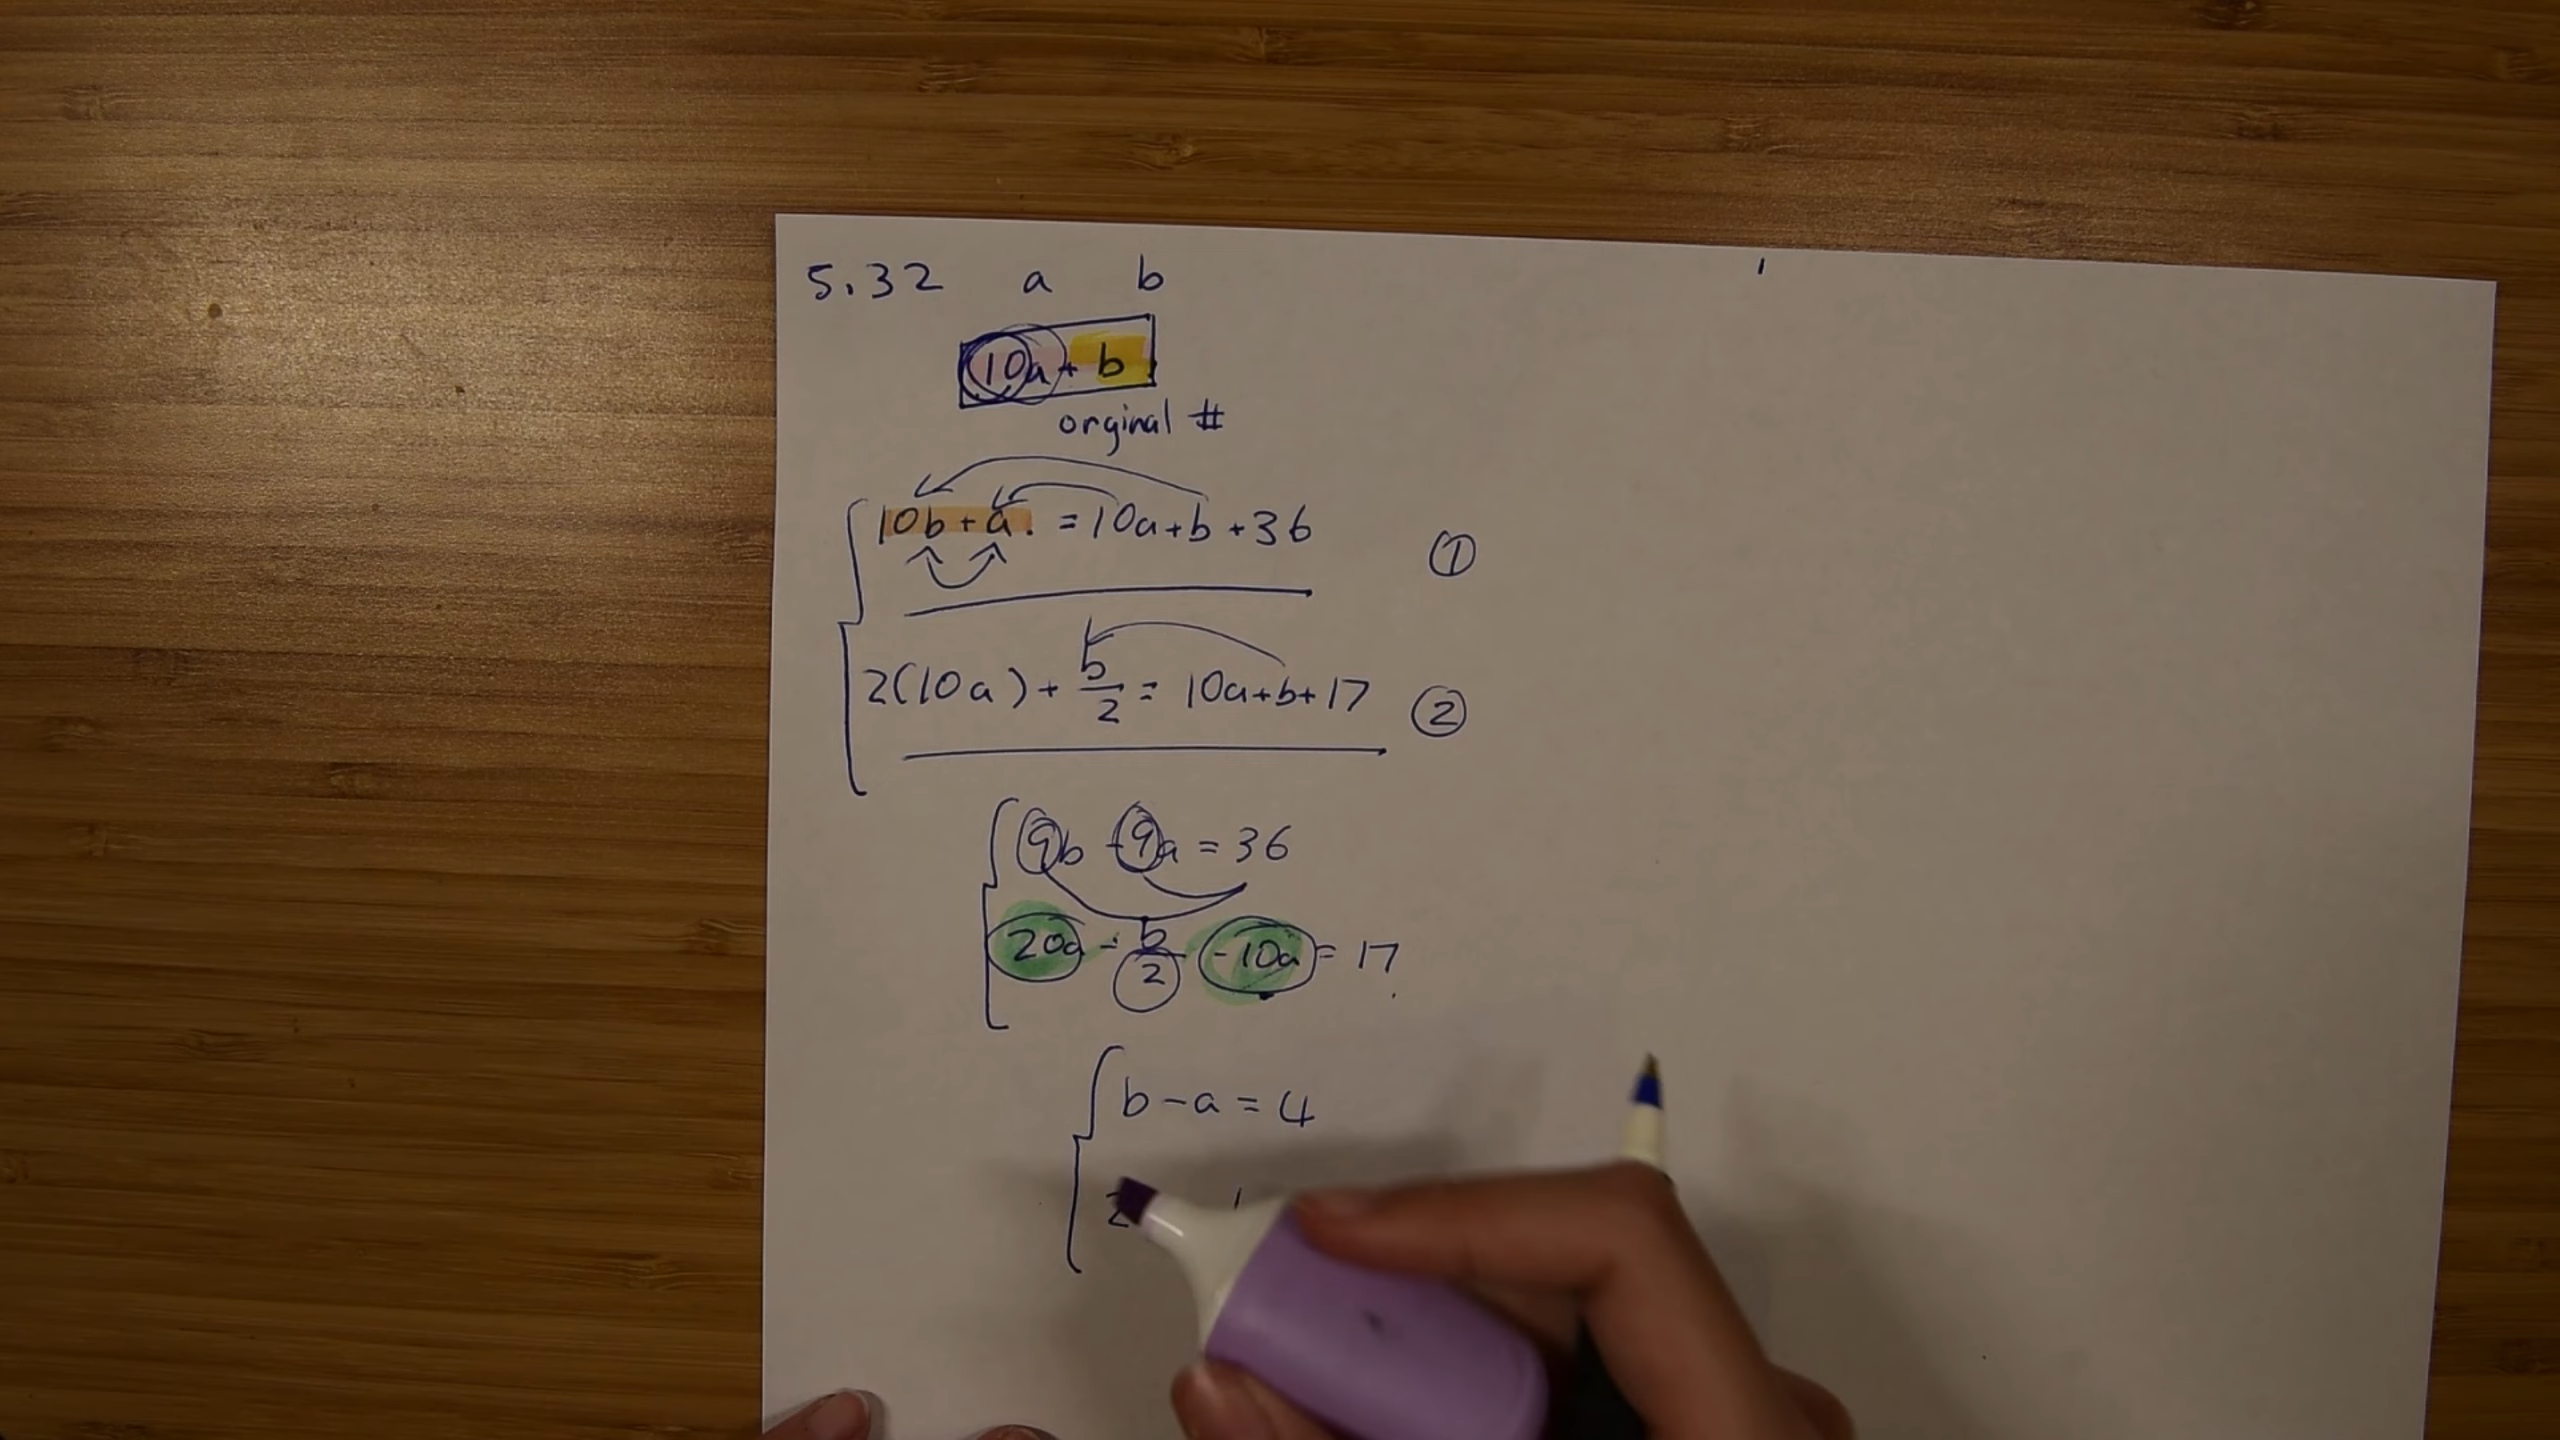 5.32 a b
10a + b
orginal #
10b + a. = 10a + b + 36 ①
2(10a) + b/2 = 10a + b + 17 ②
9b - 9a = 36
20a - b/2 - 10a = 17
b - a = 4
2